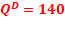 Q^D = 140